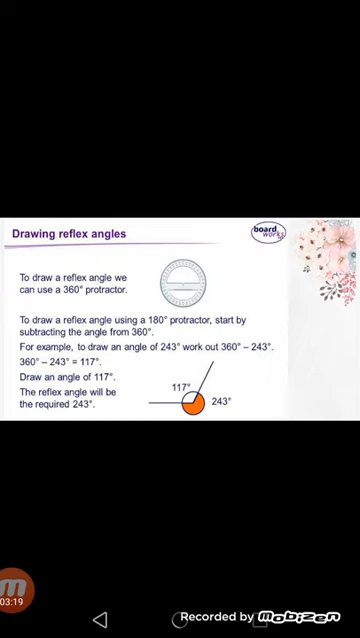 Drawing reflex angles
board
works
To draw a reflex angle we
can use a 360° protractor.
To draw a reflex angle using a 180° protractor, start by
subtracting the angle from 360°.
For example, to draw an angle of 243° work out 360° – 243°.
360° – 243° = 117°.
Draw an angle of 117°.
The reflex angle will be
the required 243°.
117°
243°
03:19
Recorded by mobizen